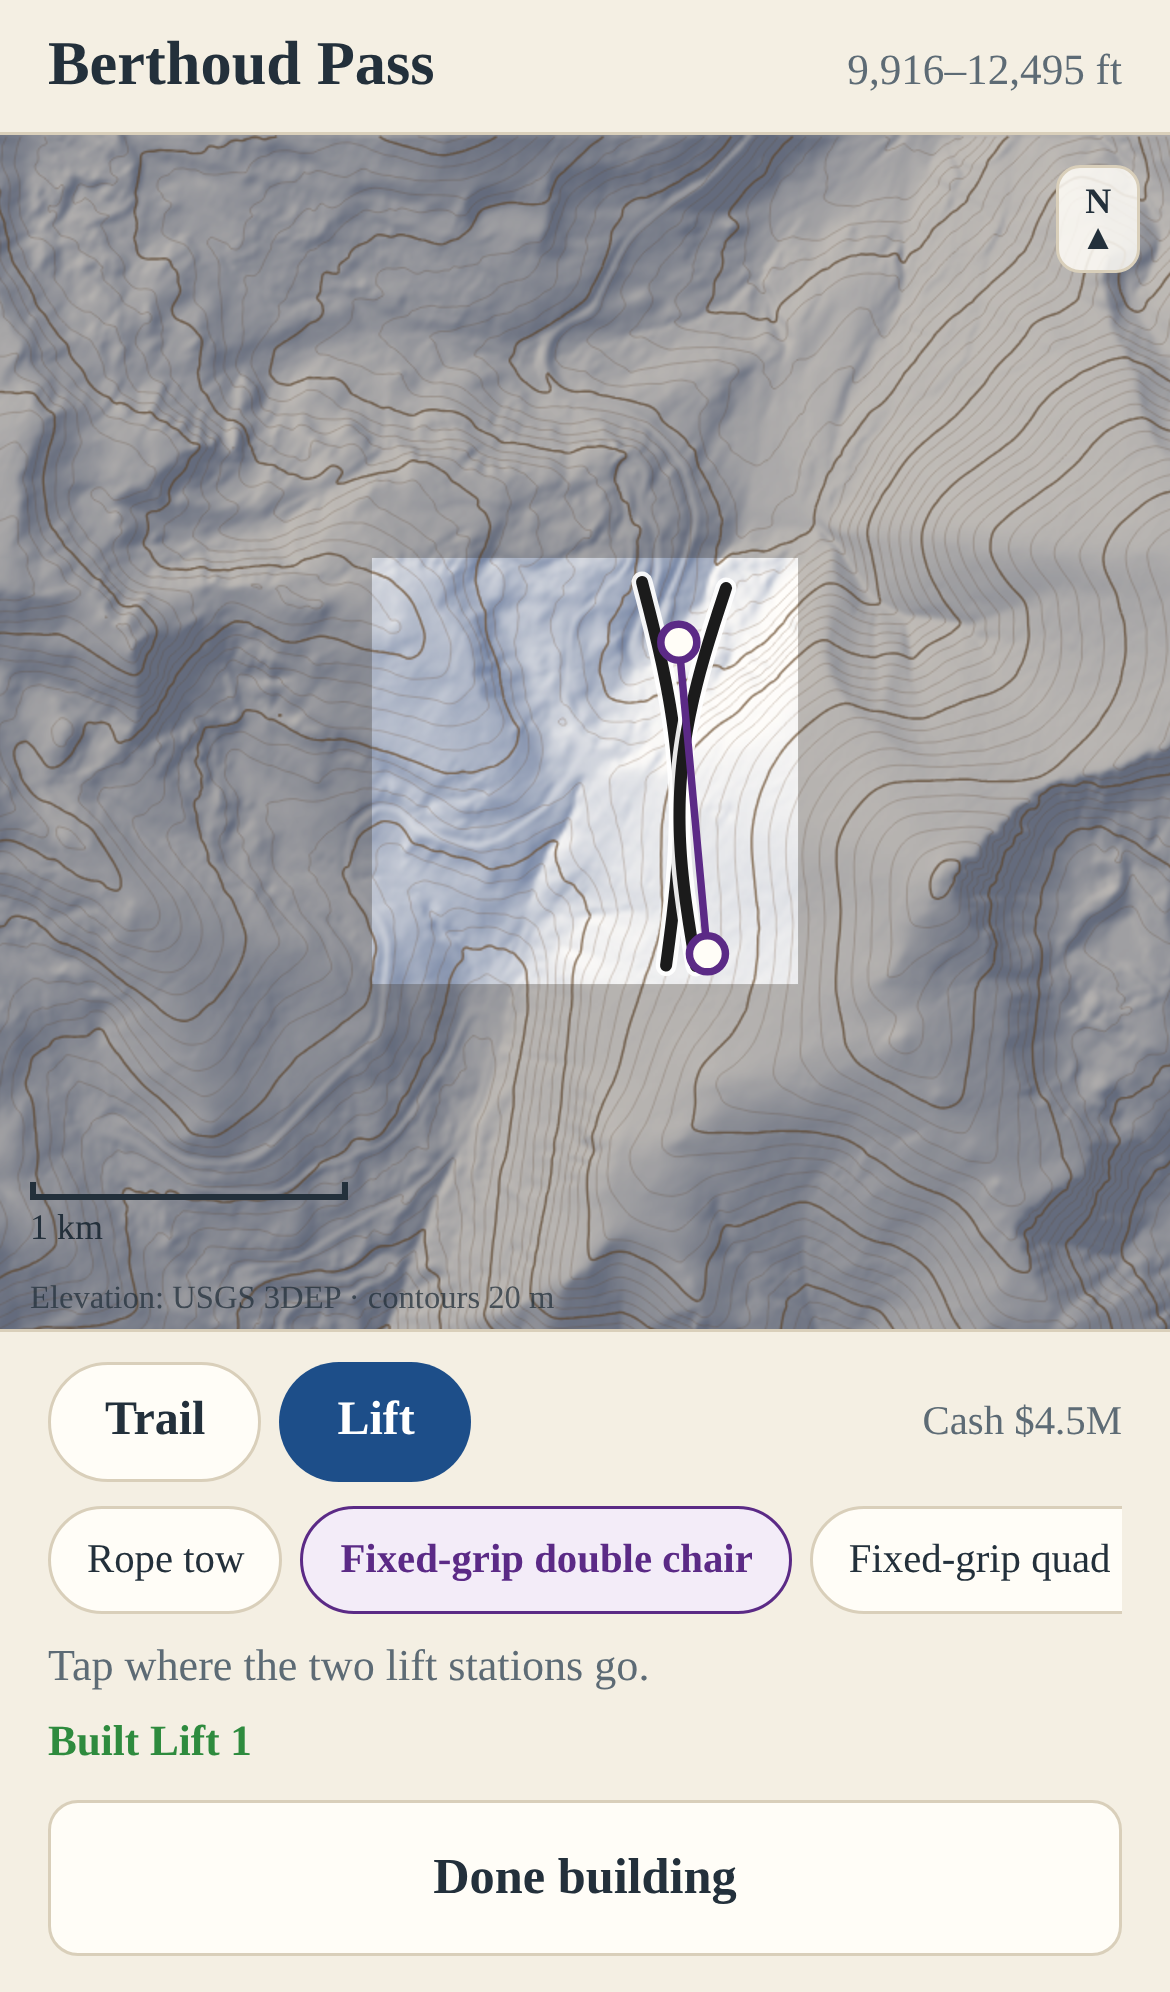 Berthoud Pass
9,916–12,495 ft
N
1 km
Elevation: USGS 3DEP · contours 20 m
Trail
Lift
Cash $4.5M
Rope tow
Fixed-grip double chair
Fixed-grip quad
Tap where the two lift stations go.
Built Lift 1
Done building